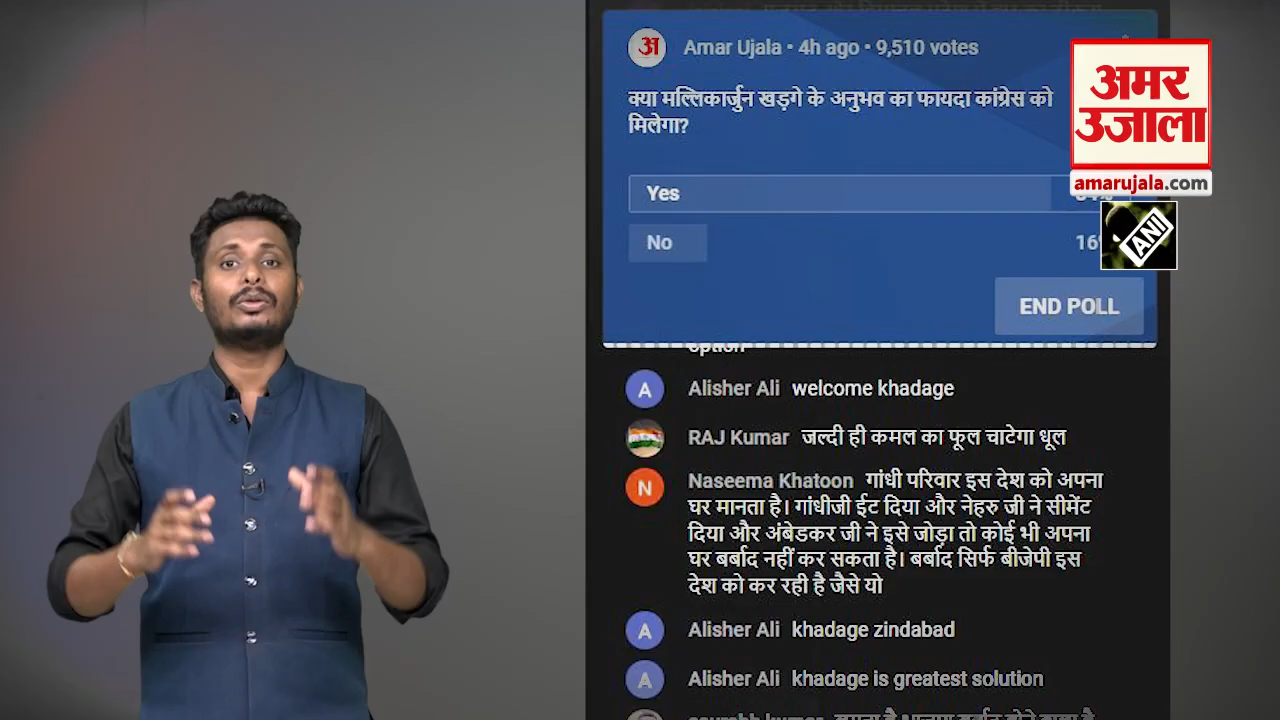 Amar Ujala • 4h ago • 9,510 votes
क्या मल्लिकार्जुन खड़गे के अनुभव का फायदा कांग्रेस को
मिलेगा?
Yes
No
END POLL
अमर
उजाला
amarujala.com
ANI
option
A Alisher Ali welcome khadage
RAJ Kumar जल्दी ही कमल का फूल चाटेगा धूल
N Naseema Khatoon गांधी परिवार इस देश को अपना
घर मानता है। गांधीजी ईट दिया और नेहरु जी ने सीमेंट
दिया और अंबेडकर जी ने इसे जोड़ा तो कोई भी अपना
घर बर्बाद नहीं कर सकता है। बर्बाद सिर्फ बीजेपी इस
देश को कर रही है जैसे यो
A Alisher Ali khadage zindabad
A Alisher Ali khadage is greatest solution